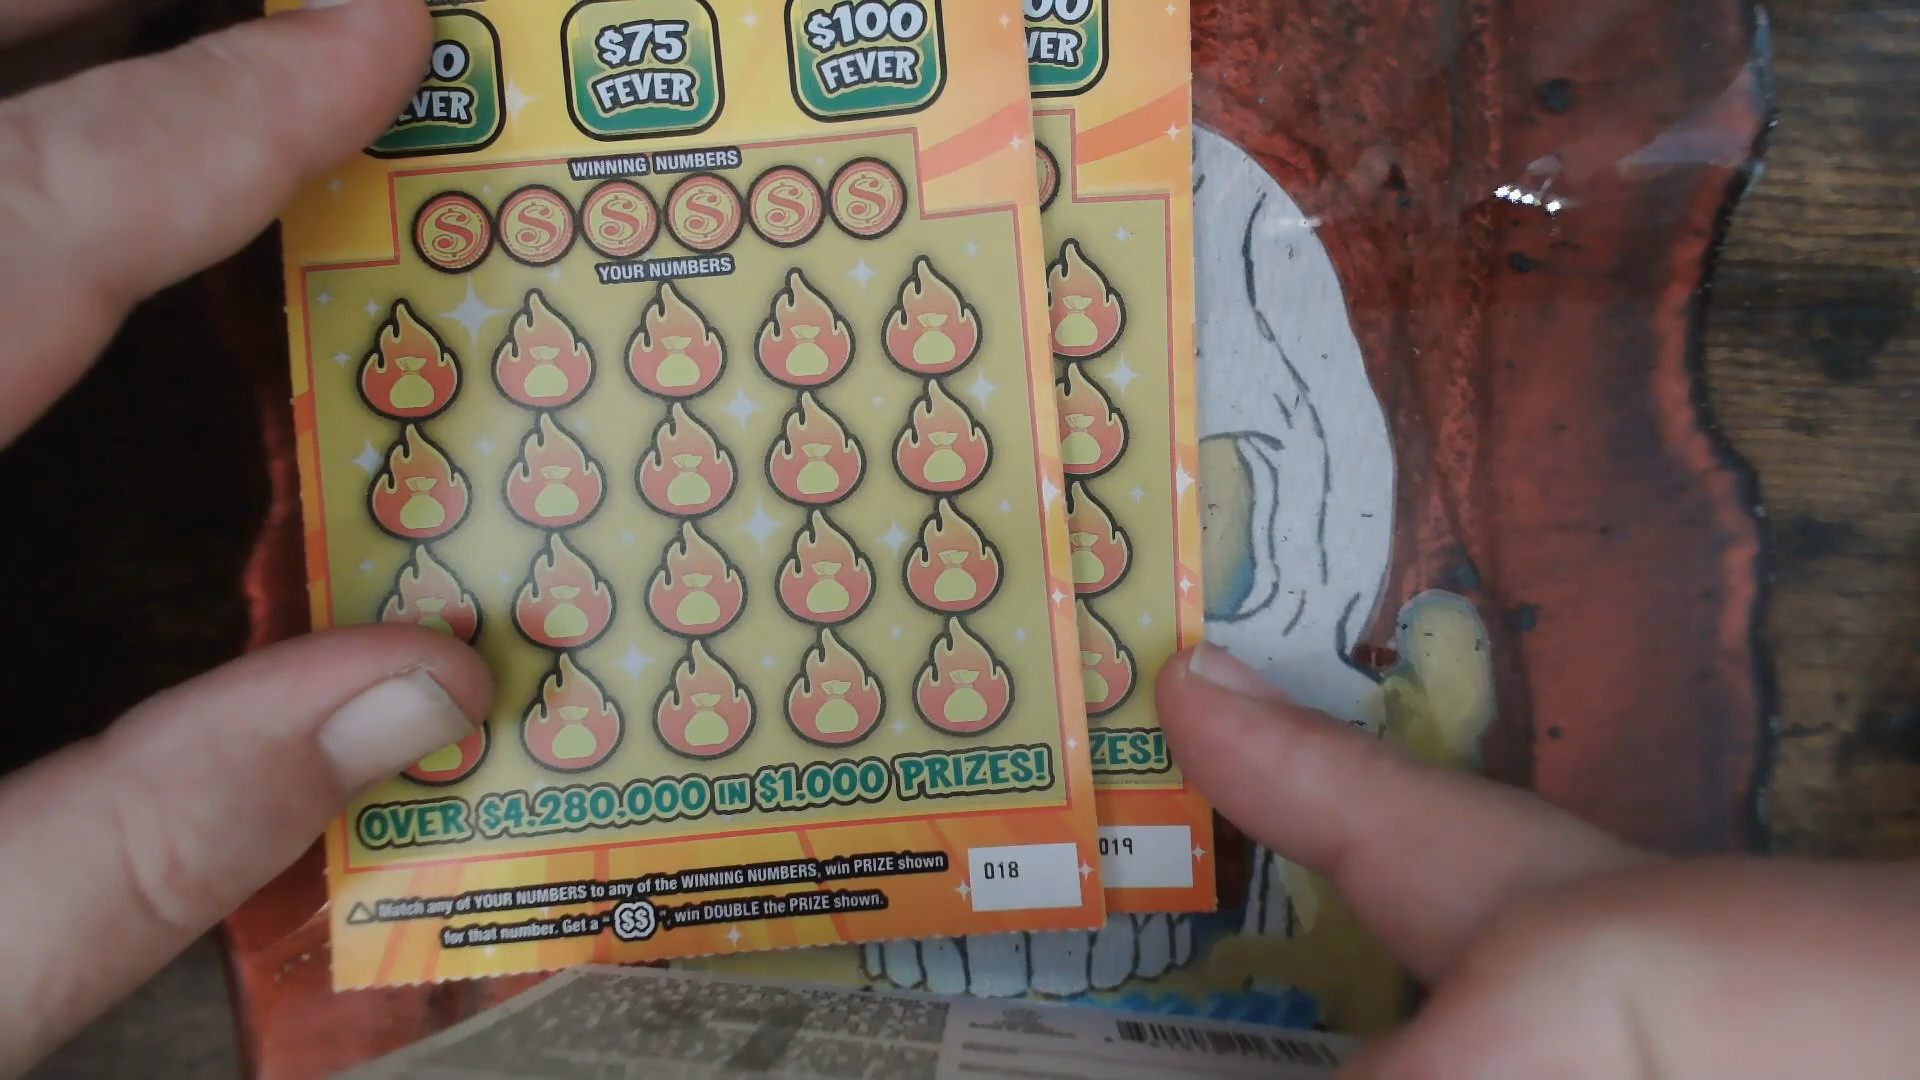 $75
FEVER
$100
FEVER
WINNING NUMBERS
YOUR NUMBERS
OVER $4,280,000 IN $1,000 PRIZES!
Match any of YOUR NUMBERS to any of the WINNING NUMBERS, win PRIZE shown
for that number. Get a "$$", win DOUBLE the PRIZE shown.
018
019